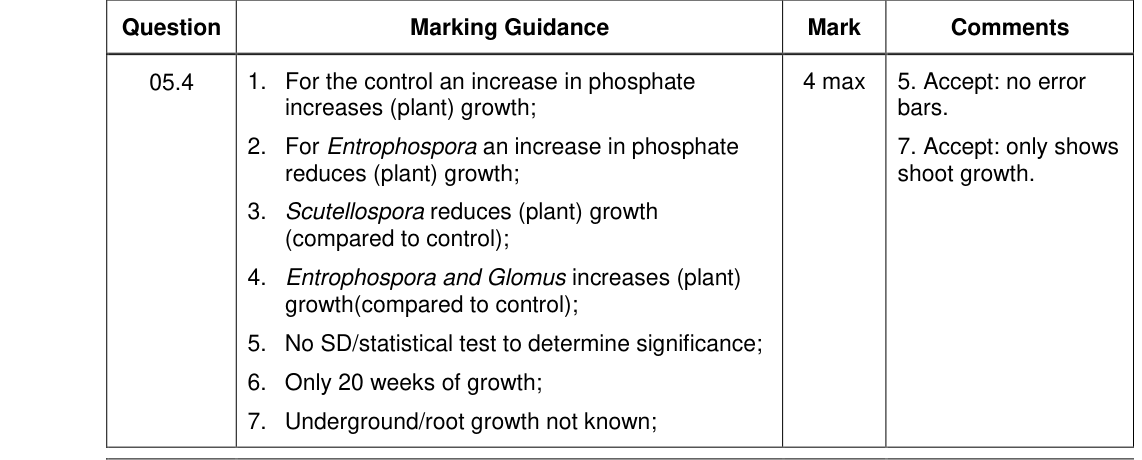 Question Marking Guidance Mark Comments
05.4
1. For the control an increase in phosphate
increases (plant) growth;
2. For Entrophospora an increase in phosphate
reduces (plant) growth;
3. Scutellospora reduces (plant) growth
(compared to control);
4. Entrophospora and Glomus increases (plant)
growth(compared to control);
5. No SD/statistical test to determine significance;
6. Only 20 weeks of growth;
7. Underground/root growth not known;
4 max
5. Accept: no error
bars.
7. Accept: only shows
shoot growth.